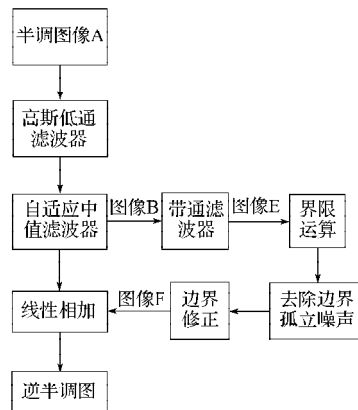 半调图像A
高斯低通
滤波器
自适应中
值滤波器
图像B
带通滤
波器
图像E
界限
运算
线性相加
图像F
边界
修正
去除边界
孤立噪声
逆半调图